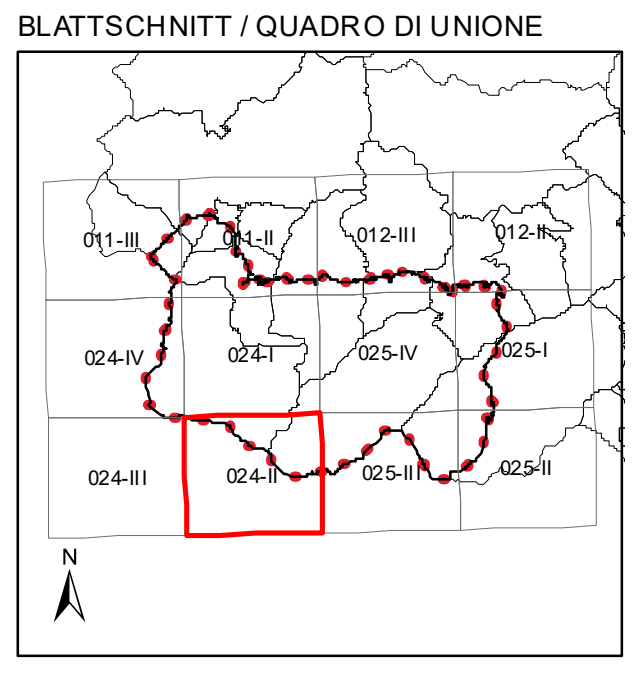 BLATTSCHNITT / QUADRO DI UNIONE
011-III 011-II 012-III 012-II
024-IV 024-I 025-IV 025-I
024-III 024-II 025-III 025-II
N